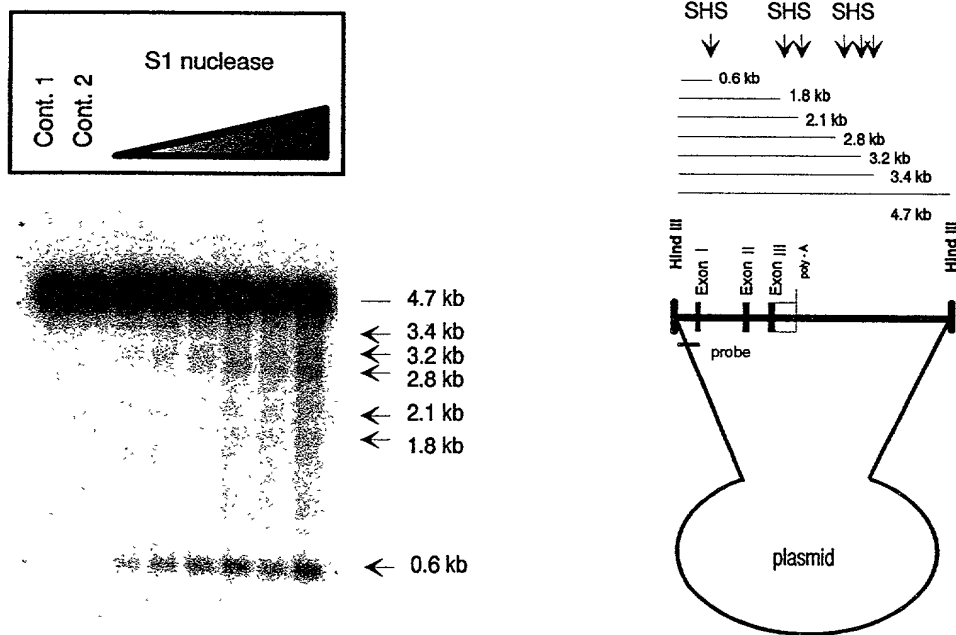 Cont. 1
Cont. 2
S1 nuclease
4.7 kb
3.4 kb
3.2 kb
2.8 kb
2.1 kb
1.8 kb
0.6 kb
SHS SHS SHS
0.6 kb
1.8 kb
2.1 kb
2.8 kb
3.2 kb
3.4 kb
4.7 kb
Hind III
Exon I
Exon II
Exon III
poly-A
Hind III
probe
plasmid